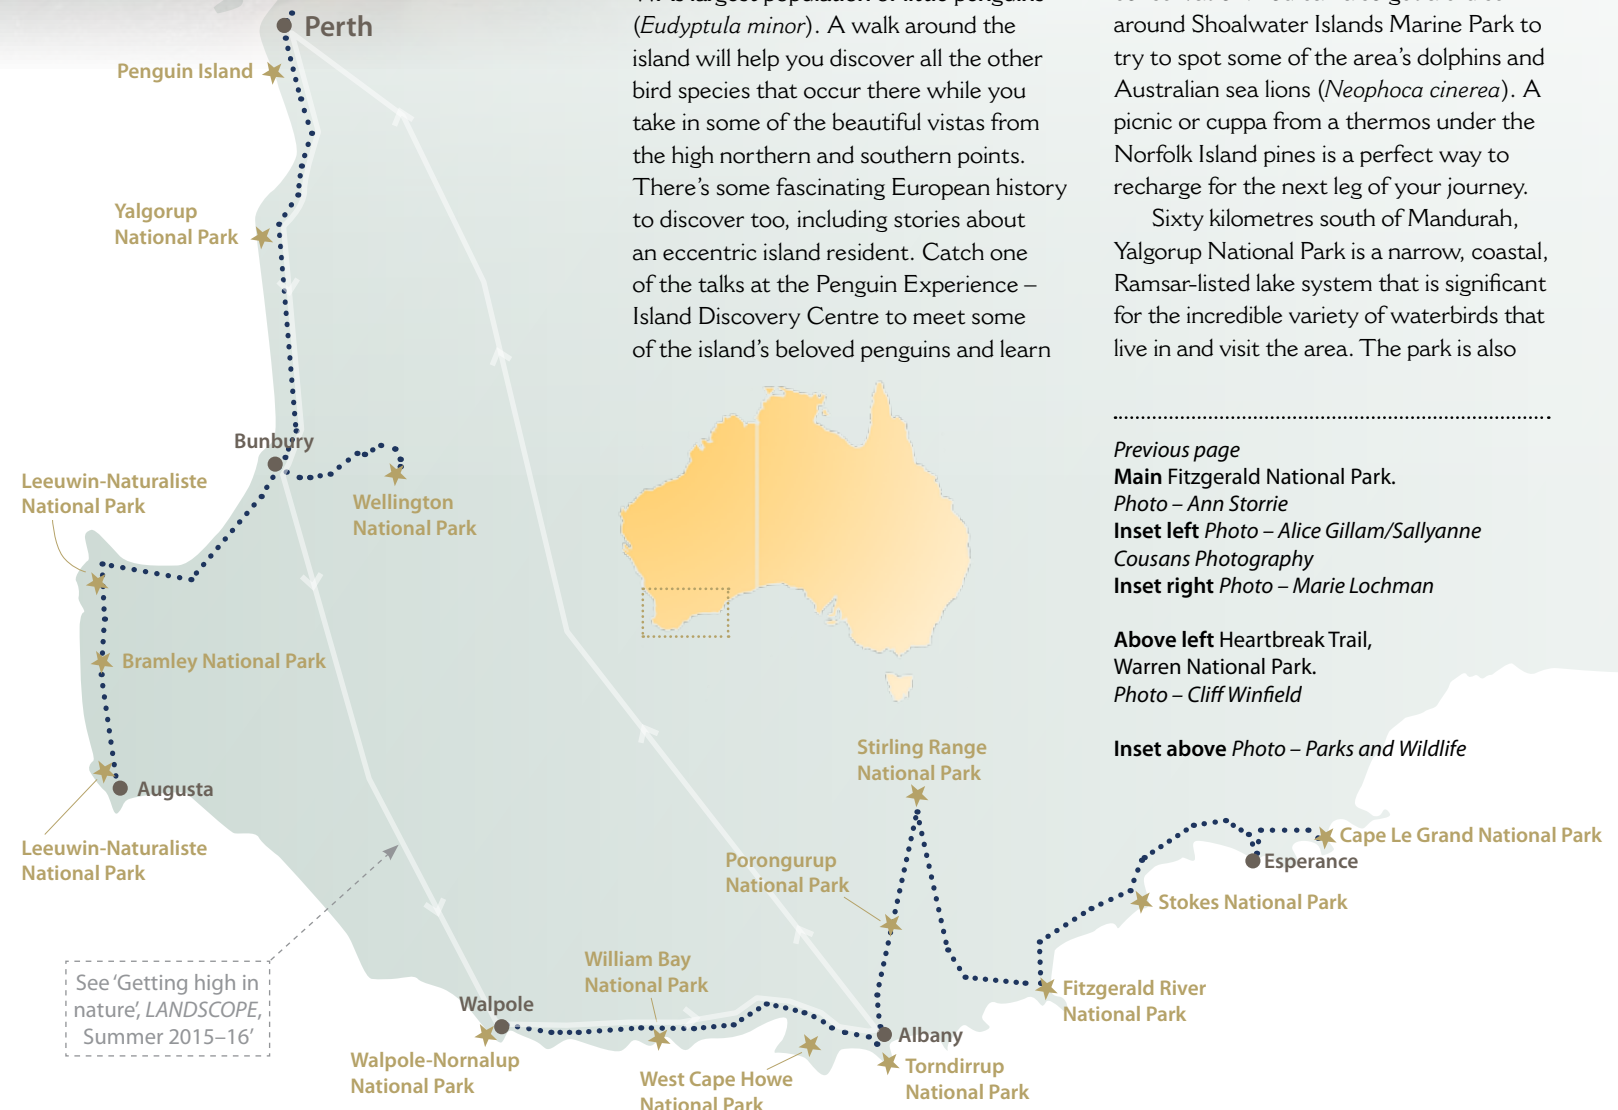 (Eudyptula minor). A walk around the
island will help you discover all the other
bird species that occur there while you
take in some of the beautiful vistas from
the high northern and southern points.
There's some fascinating European history
to discover too, including stories about
an eccentric island resident. Catch one
of the talks at the Penguin Experience –
Island Discovery Centre to meet some
of the island's beloved penguins and learn
around Shoalwater Islands Marine Park to
try to spot some of the area's dolphins and
Australian sea lions (Neophoca cinerea). A
picnic or cuppa from a thermos under the
Norfolk Island pines is a perfect way to
recharge for the next leg of your journey.
Sixty kilometres south of Mandurah,
Yalgorup National Park is a narrow, coastal,
Ramsar-listed lake system that is significant
for the incredible variety of waterbirds that
live in and visit the area. The park is also
Previous page
Main Fitzgerald National Park.
Photo – Ann Storrie
Inset left Photo – Alice Gillam/Sallyanne
Cousans Photography
Inset right Photo – Marie Lochman
Above left Heartbreak Trail,
Warren National Park.
Photo – Cliff Winfield
Inset above Photo – Parks and Wildlife
Perth
Penguin Island
Yalgorup
National Park
Bunbury
Leeuwin-Naturaliste
National Park
Wellington
National Park
Bramley National Park
Augusta
Leeuwin-Naturaliste
National Park
See 'Getting high in
nature', LANDSCOPE,
Summer 2015–16'
Walpole
Walpole-Nornalup
National Park
William Bay
National Park
West Cape Howe
National Park
Porongurup
National Park
Stirling Range
National Park
Albany
Torndirrup
National Park
Fitzgerald River
National Park
Stokes National Park
Esperance
Cape Le Grand National Park